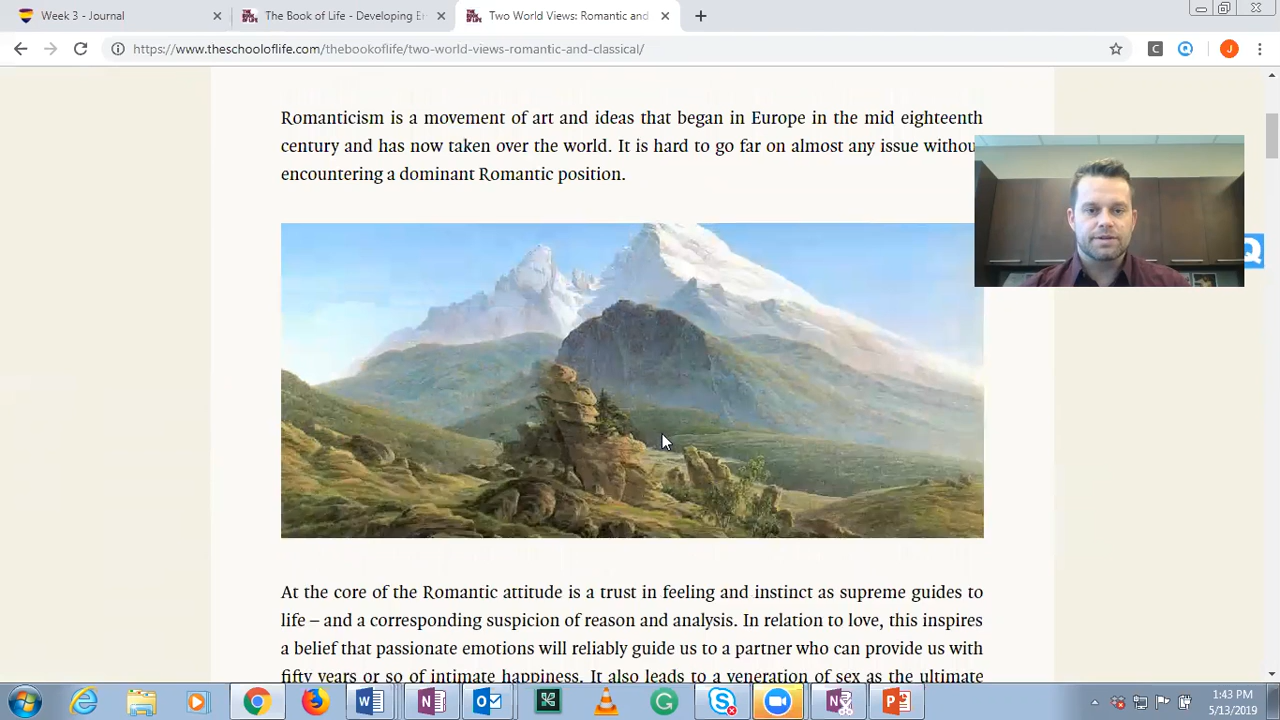 Week 3 - Journal
The Book of Life - Developing E
Two World Views: Romantic and
https://www.theschooloflife.com/thebookoflife/two-world-views-romantic-and-classical/
C
Q
J
Romanticism is a movement of art and ideas that began in Europe in the mid eighteenth
century and has now taken over the world. It is hard to go far on almost any issue withou
encountering a dominant Romantic position.
Q
At the core of the Romantic attitude is a trust in feeling and instinct as supreme guides to
life – and a corresponding suspicion of reason and analysis. In relation to love, this inspires
a belief that passionate emotions will reliably guide us to a partner who can provide us with
fifty years or so of intimate happiness. It also leads to a veneration of sex as the ultimate
1:43 PM
5/13/2019